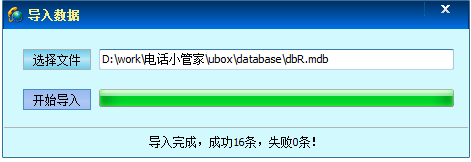 导入数据
选择文件 D:\work\电话小管家\ubox\database\dbR.mdb
开始导入
导入完成，成功16条，失败0条！